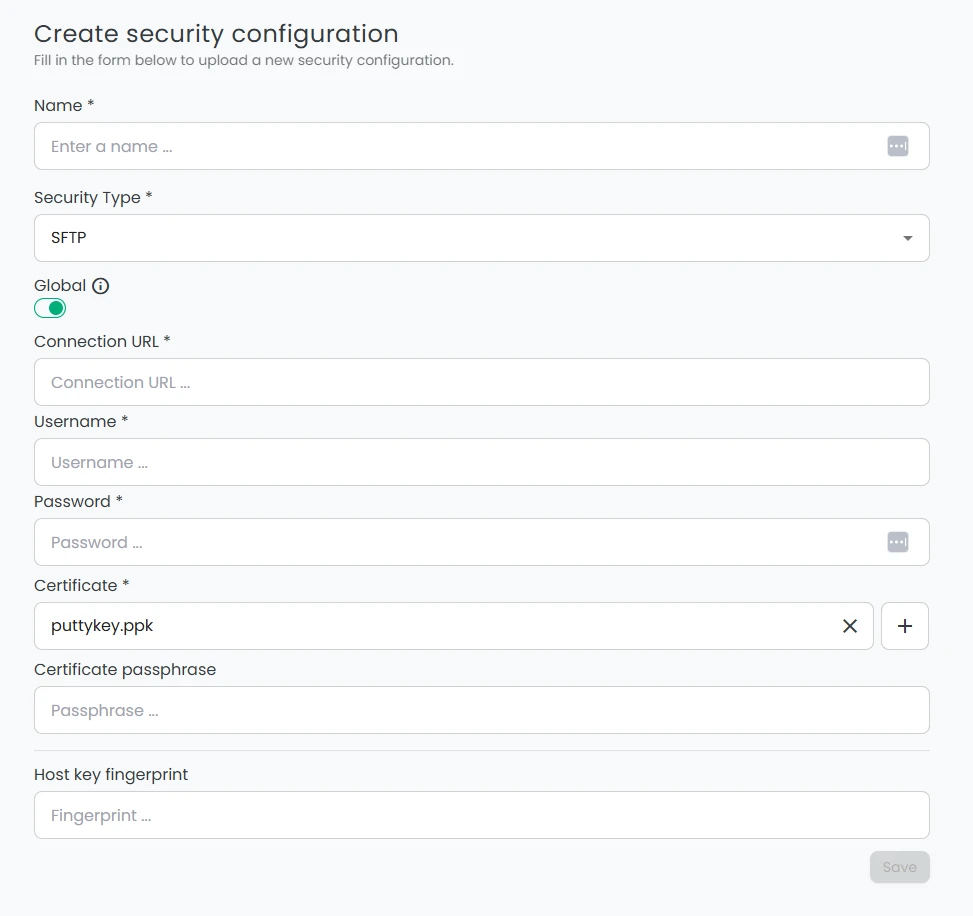 Create security configuration
Fill in the form below to upload a new security configuration.
Name *
Enter a name ...
Security Type *
SFTP
Global
Connection URL *
Connection URL ...
Username *
Username ...
Password *
Password ...
Certificate *
puttykey.ppk
Certificate passphrase
Passphrase ...
Host key fingerprint
Fingerprint ...
Save